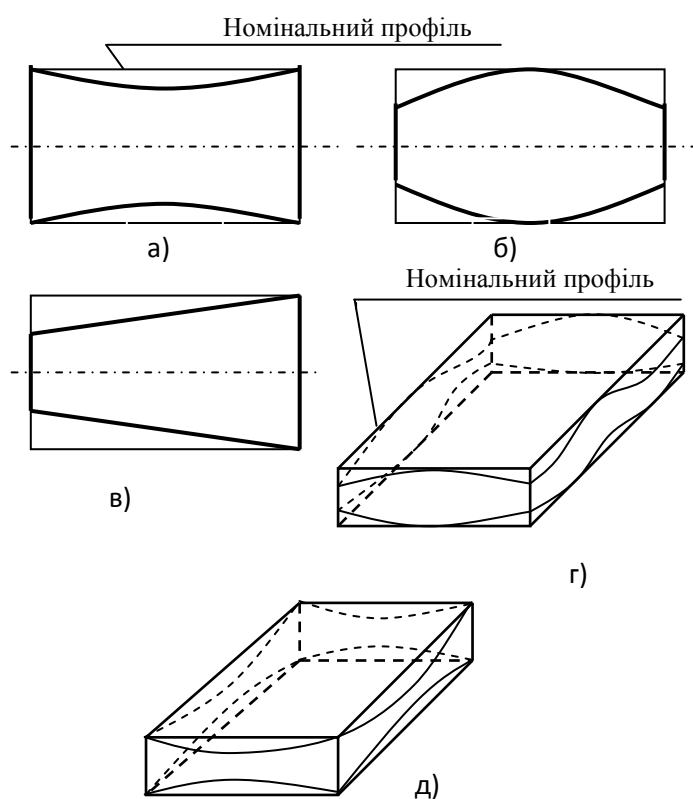 Номінальний профіль
а)
б)
Номінальний профіль
в)
г)
д)